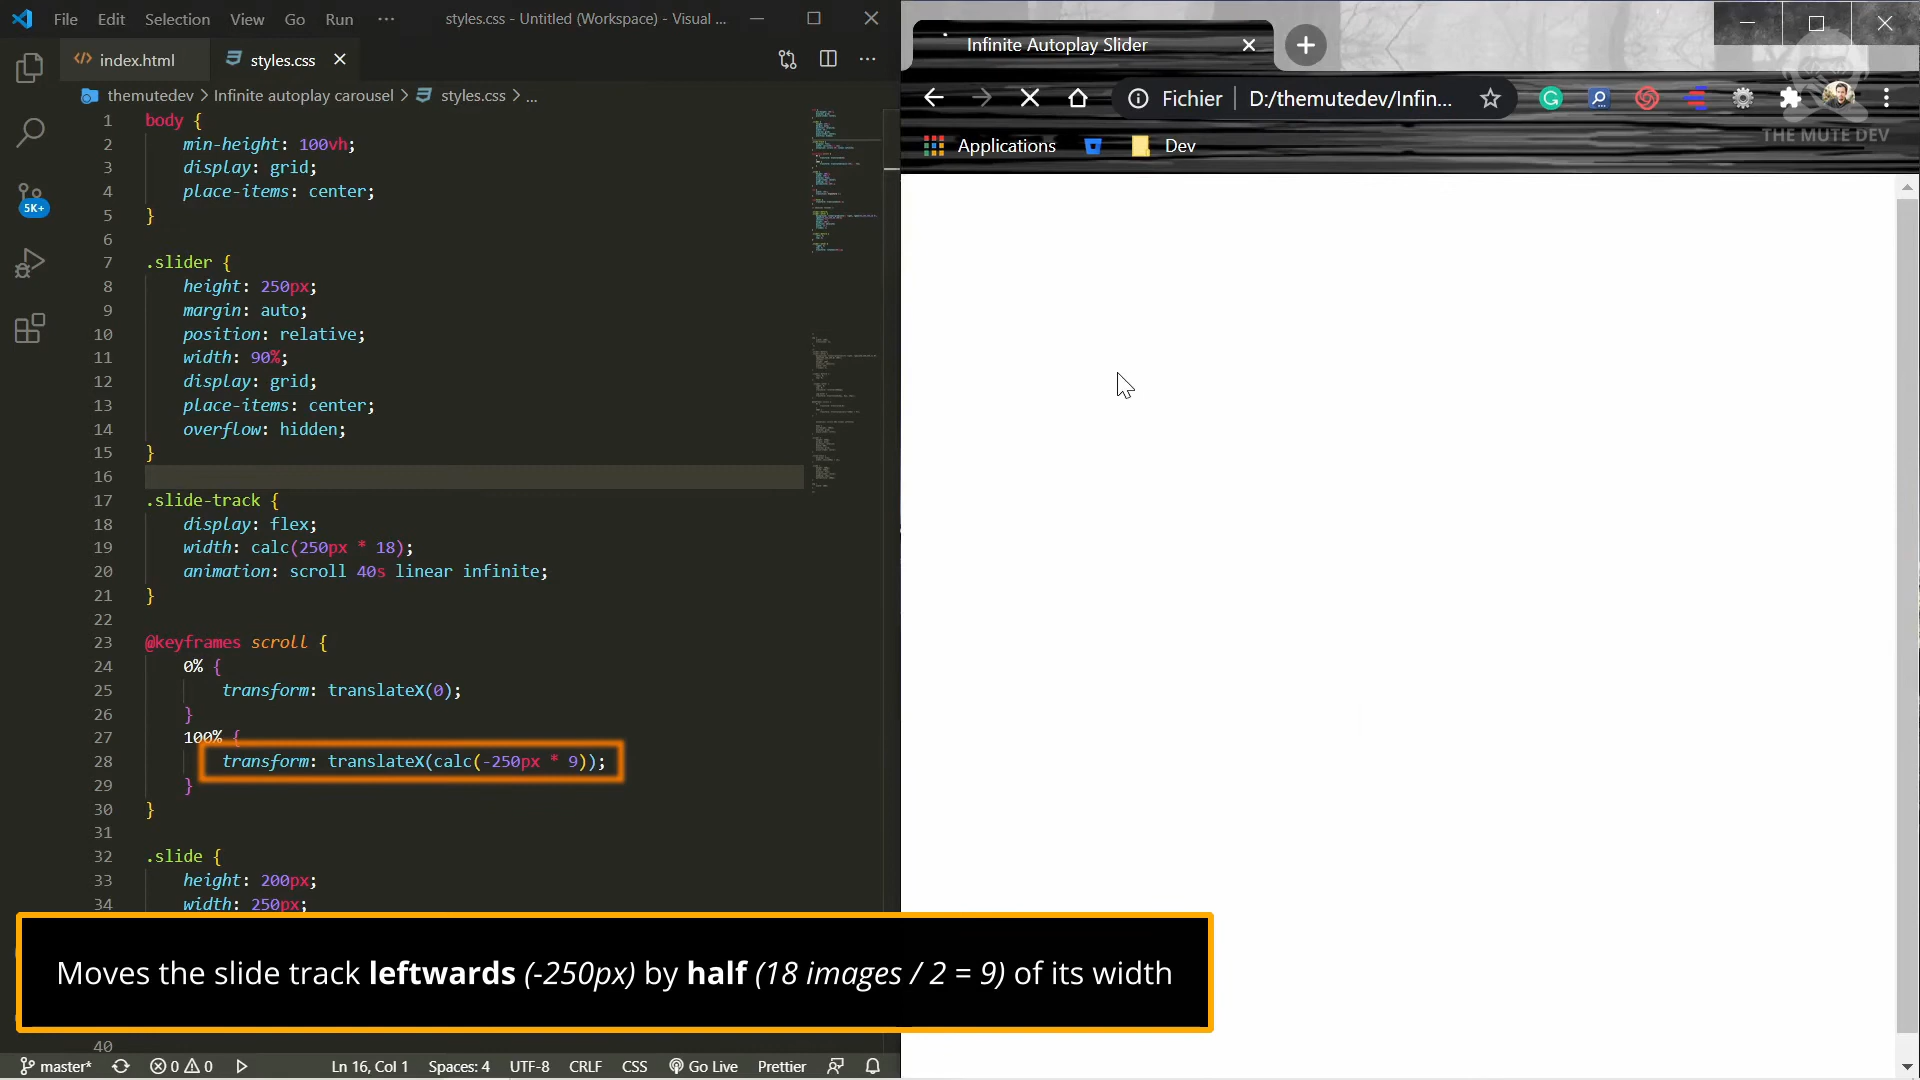 File Edit Selection View Go Run ··· styles.css - Untitled (Workspace) - Visual ...
index.html styles.css
themutedev > Infinite autoplay carousel > styles.css > ...
5K+
1 body {
2 min-height: 100vh;
3 display: grid;
4 place-items: center;
5 }
6
7 .slider {
8 height: 250px;
9 margin: auto;
10 position: relative;
11 width: 90%;
12 display: grid;
13 place-items: center;
14 overflow: hidden;
15 }
16
17 .slide-track {
18 display: flex;
19 width: calc(250px * 18);
20 animation: scroll 40s linear infinite;
21 }
22
23 @keyframes scroll {
24 0% {
25 transform: translateX(0);
26 }
27 100% {
28 transform: translateX(calc(-250px * 9));
29 }
30 }
31
32 .slide {
33 height: 200px;
34 width: 250px;
40
Moves the slide track leftwards (-250px) by half (18 images / 2 = 9) of its width
master* 0 0 Ln 16, Col 1 Spaces: 4 UTF-8 CRLF CSS Go Live Prettier
Infinite Autoplay Slider
Fichier D:/themutedev/Infin...
THE MUTE DEV
Applications Dev